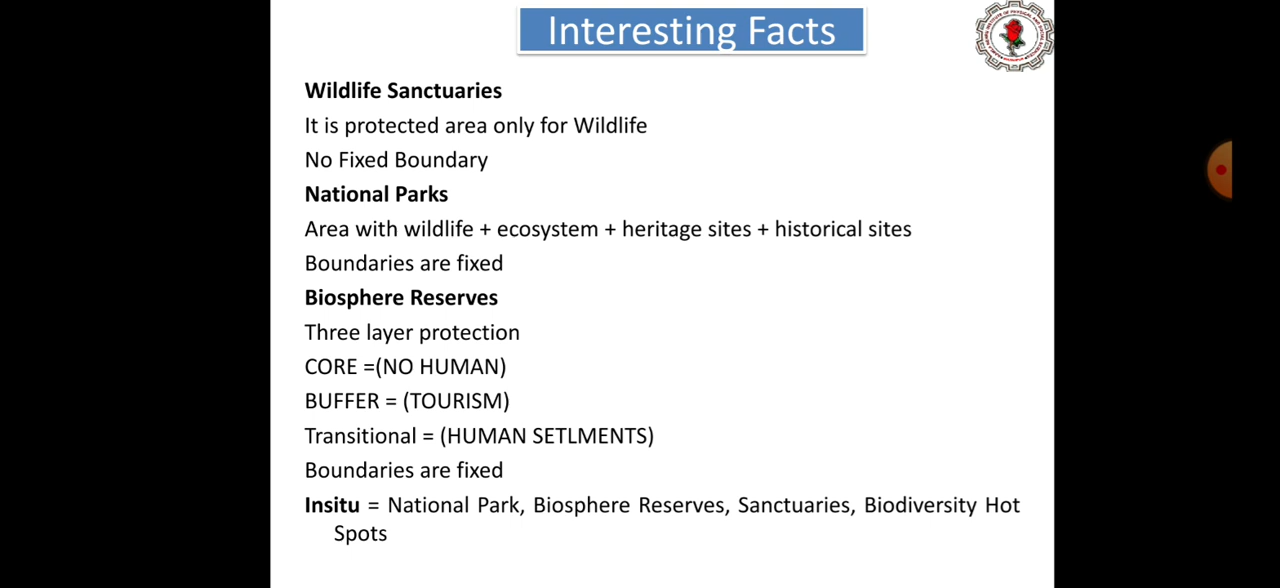 Interesting Facts
Wildlife Sanctuaries
It is protected area only for Wildlife
No Fixed Boundary
National Parks
Area with wildlife + ecosystem + heritage sites + historical sites
Boundaries are fixed
Biosphere Reserves
Three layer protection
CORE =(NO HUMAN)
BUFFER = (TOURISM)
Transitional = (HUMAN SETLMENTS)
Boundaries are fixed
Insitu = National Park, Biosphere Reserves, Sanctuaries, Biodiversity Hot
Spots